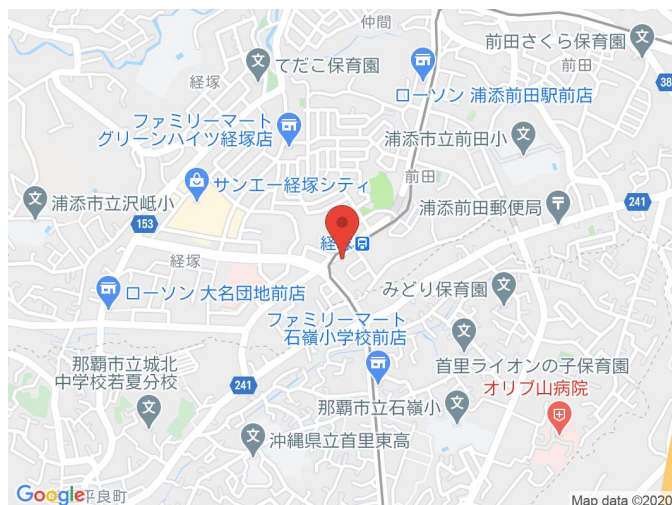 仲間
前田さくら保育園
経塚
てだこ保育園
前田
38
ローソン 浦添前田駅前店
ファミリーマート
グリーンハイツ経塚店
浦添市立前田小
サンエー経塚シティ
前田
浦添市立沢岻小
浦添前田郵便局
241
153
経塚
経塚
みどり保育園
ローソン 大名団地前店
ファミリーマート
石嶺小学校前店
首里ライオンの子保育園
那覇市立城北
中学校若夏分校
241
オリブ山病院
那覇市立石嶺小
沖縄県立首里東高
Google
平良町
Map data ©2020